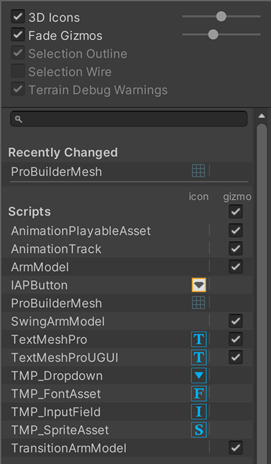 3D Icons
Fade Gizmos
Selection Outline
Selection Wire
Terrain Debug Warnings
Recently Changed
ProBuilderMesh
icon gizmo
Scripts
AnimationPlayableAsset
AnimationTrack
ArmModel
IAPButton
ProBuilderMesh
SwingArmModel
TextMeshPro T
TextMeshProUGUI T
TMP_Dropdown
TMP_FontAsset F
TMP_InputField I
TMP_SpriteAsset S
TransitionArmModel